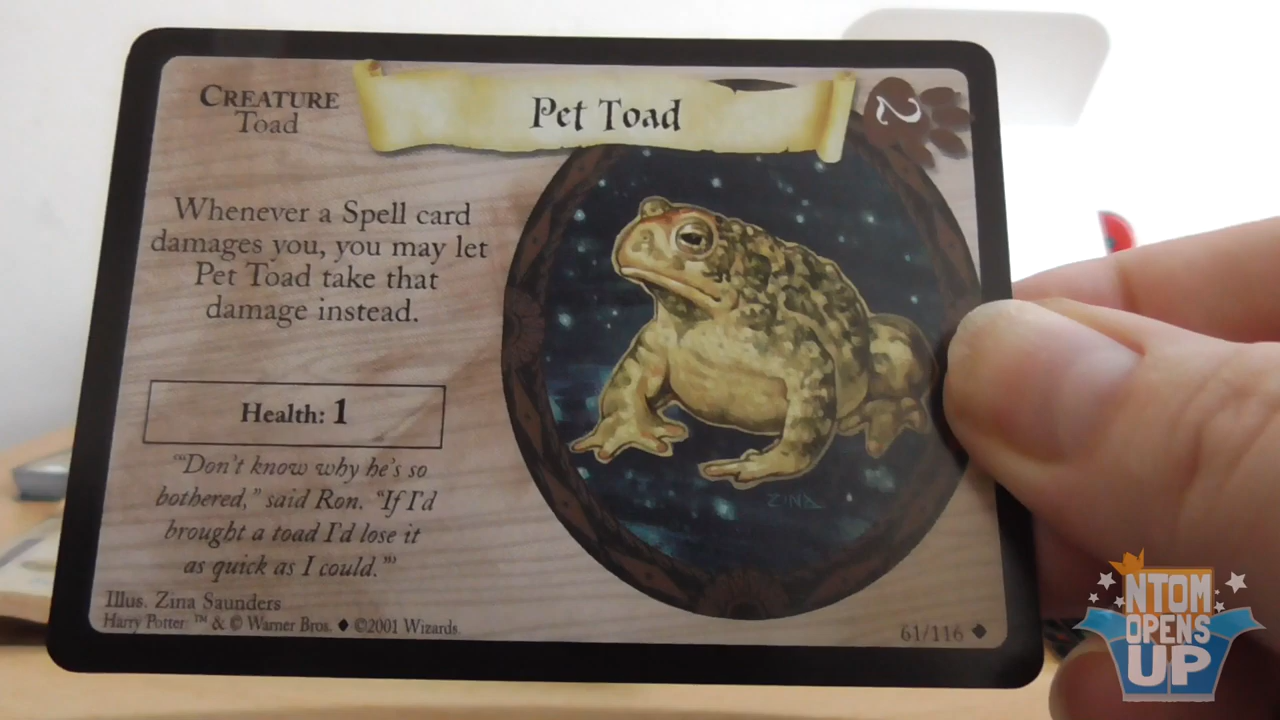 CREATURE
Toad
Pet Toad
2
Whenever a Spell card
damages you, you may let
Pet Toad take that
damage instead.
Health: 1
"“Don't know why he's so
bothered,” said Ron. “If I'd
brought a toad I'd lose it
as quick as I could.”"
ZINA
Illus. Zina Saunders
Harry Potter ™ & © Warner Bros. ◆ ©2001 Wizards.
61/116 ◆
NTOM
OPENS
UP